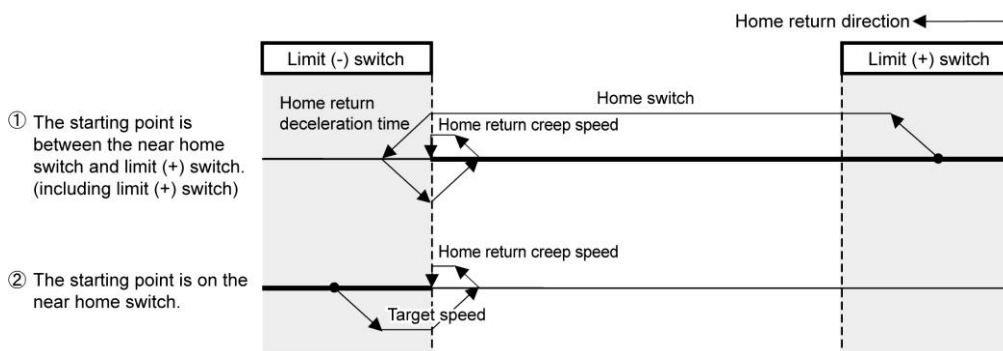 Home return direction
Limit (-) switch
Limit (+) switch
① The starting point is
between the near home
switch and limit (+) switch.
(including limit (+) switch)
Home return
deceleration time
Home switch
Home return creep speed
② The starting point is on the
near home switch.
Home return creep speed
Target speed